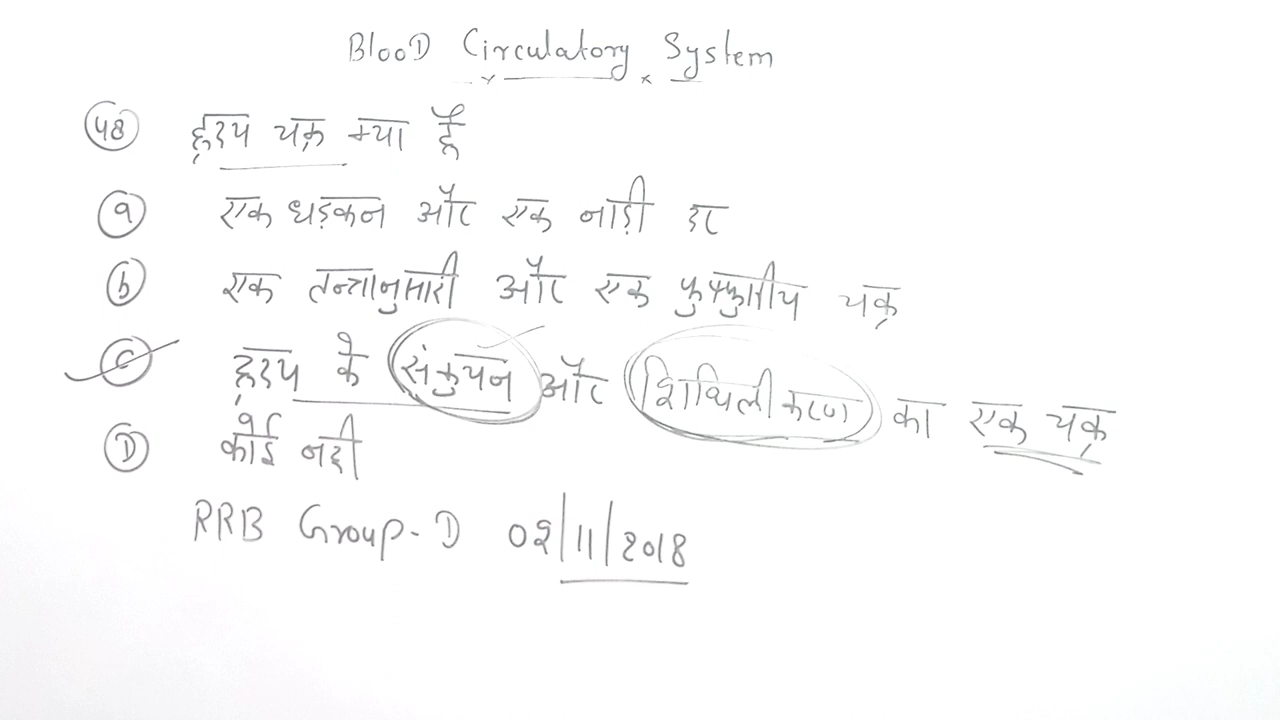 BlooD Circulatory System
48 हृदय चक्र क्या है
a एक धड़कन और एक नाड़ी दर
b एक तन्त्रानुसारी और एक फुफ्फुसीय चक्र
c हृदय के संकुचन और शिथिलीकरण का एक चक्र
D कोई नहीं
RRB Group-D 02/11/2018